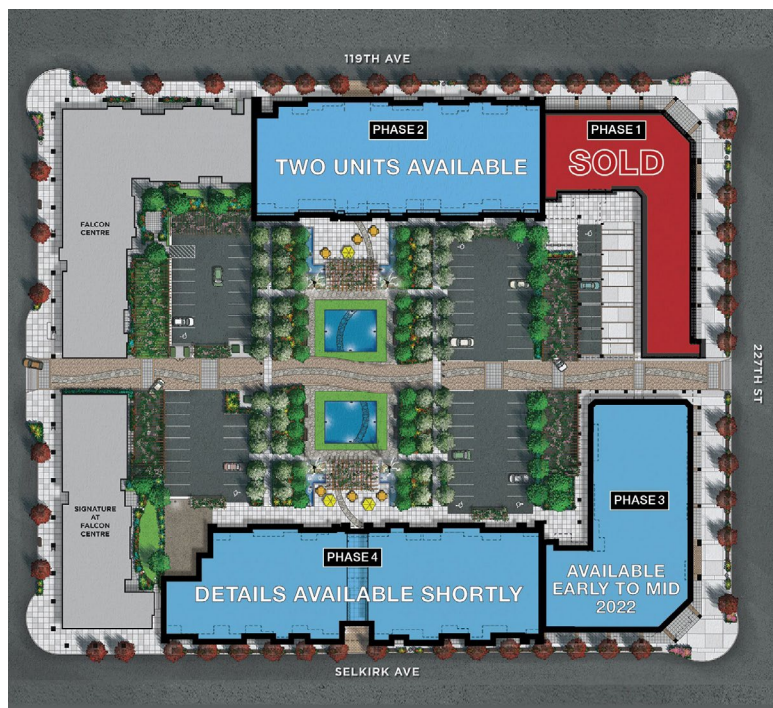 119TH AVE
PHASE 2
TWO UNITS AVAILABLE
PHASE 1
SOLD
FALCON
CENTRE
227TH ST
SIGNATURE
AT
FALCON
CENTRE
PHASE 3
AVAILABLE
EARLY TO MID
2022
PHASE 4
DETAILS AVAILABLE SHORTLY
SELKIRK AVE